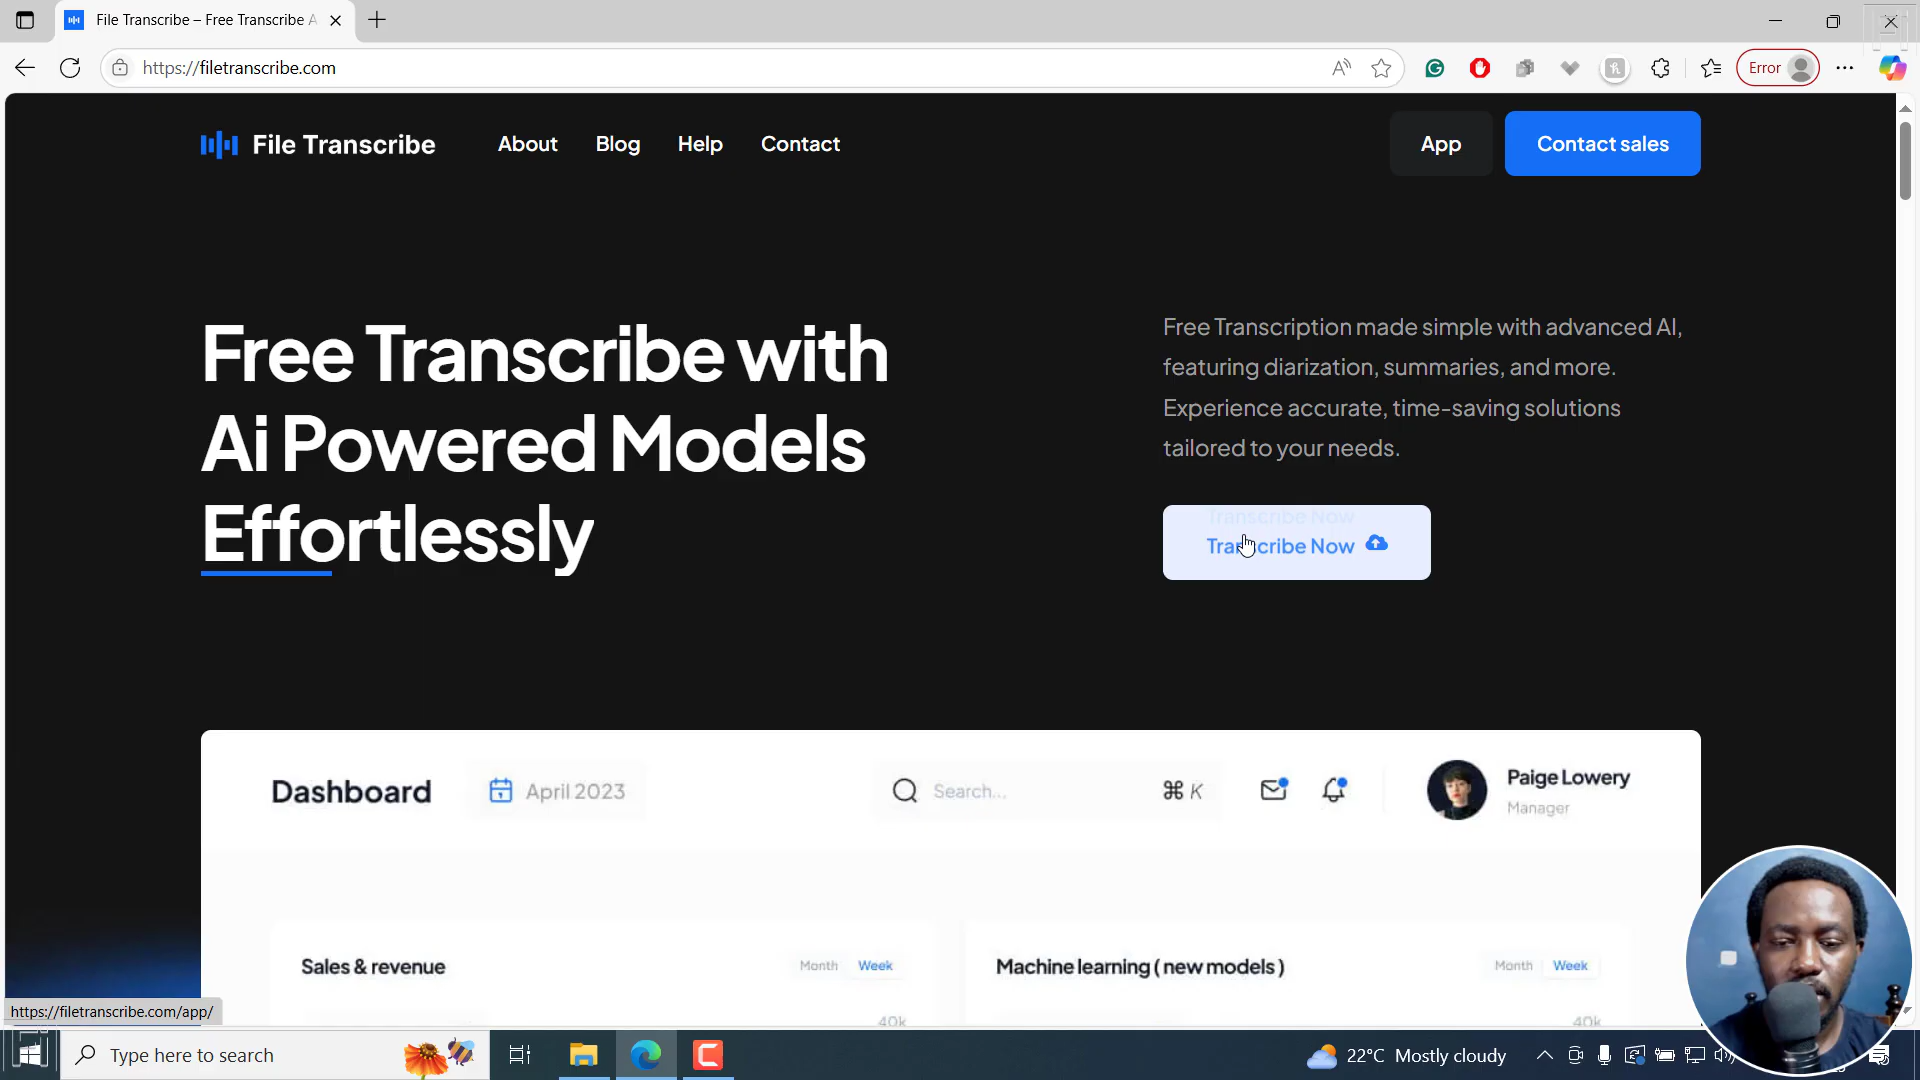 File Transcribe – Free Transcribe A
https://filetranscribe.com
Error
File Transcribe
About
Blog
Help
Contact
App
Contact sales
Free Transcribe with
Ai Powered Models
Effortlessly
Free Transcription made simple with advanced AI,
featuring diarization, summaries, and more.
Experience accurate, time-saving solutions
tailored to your needs.
Transcribe Now
Transcribe Now
Dashboard
April 2023
Search...
⌘ K
Paige Lowery
Manager
Sales & revenue
Month
Week
Machine learning ( new models )
Month
Week
40k
40k
https://filetranscribe.com/app/
Type here to search
22°C Mostly cloudy